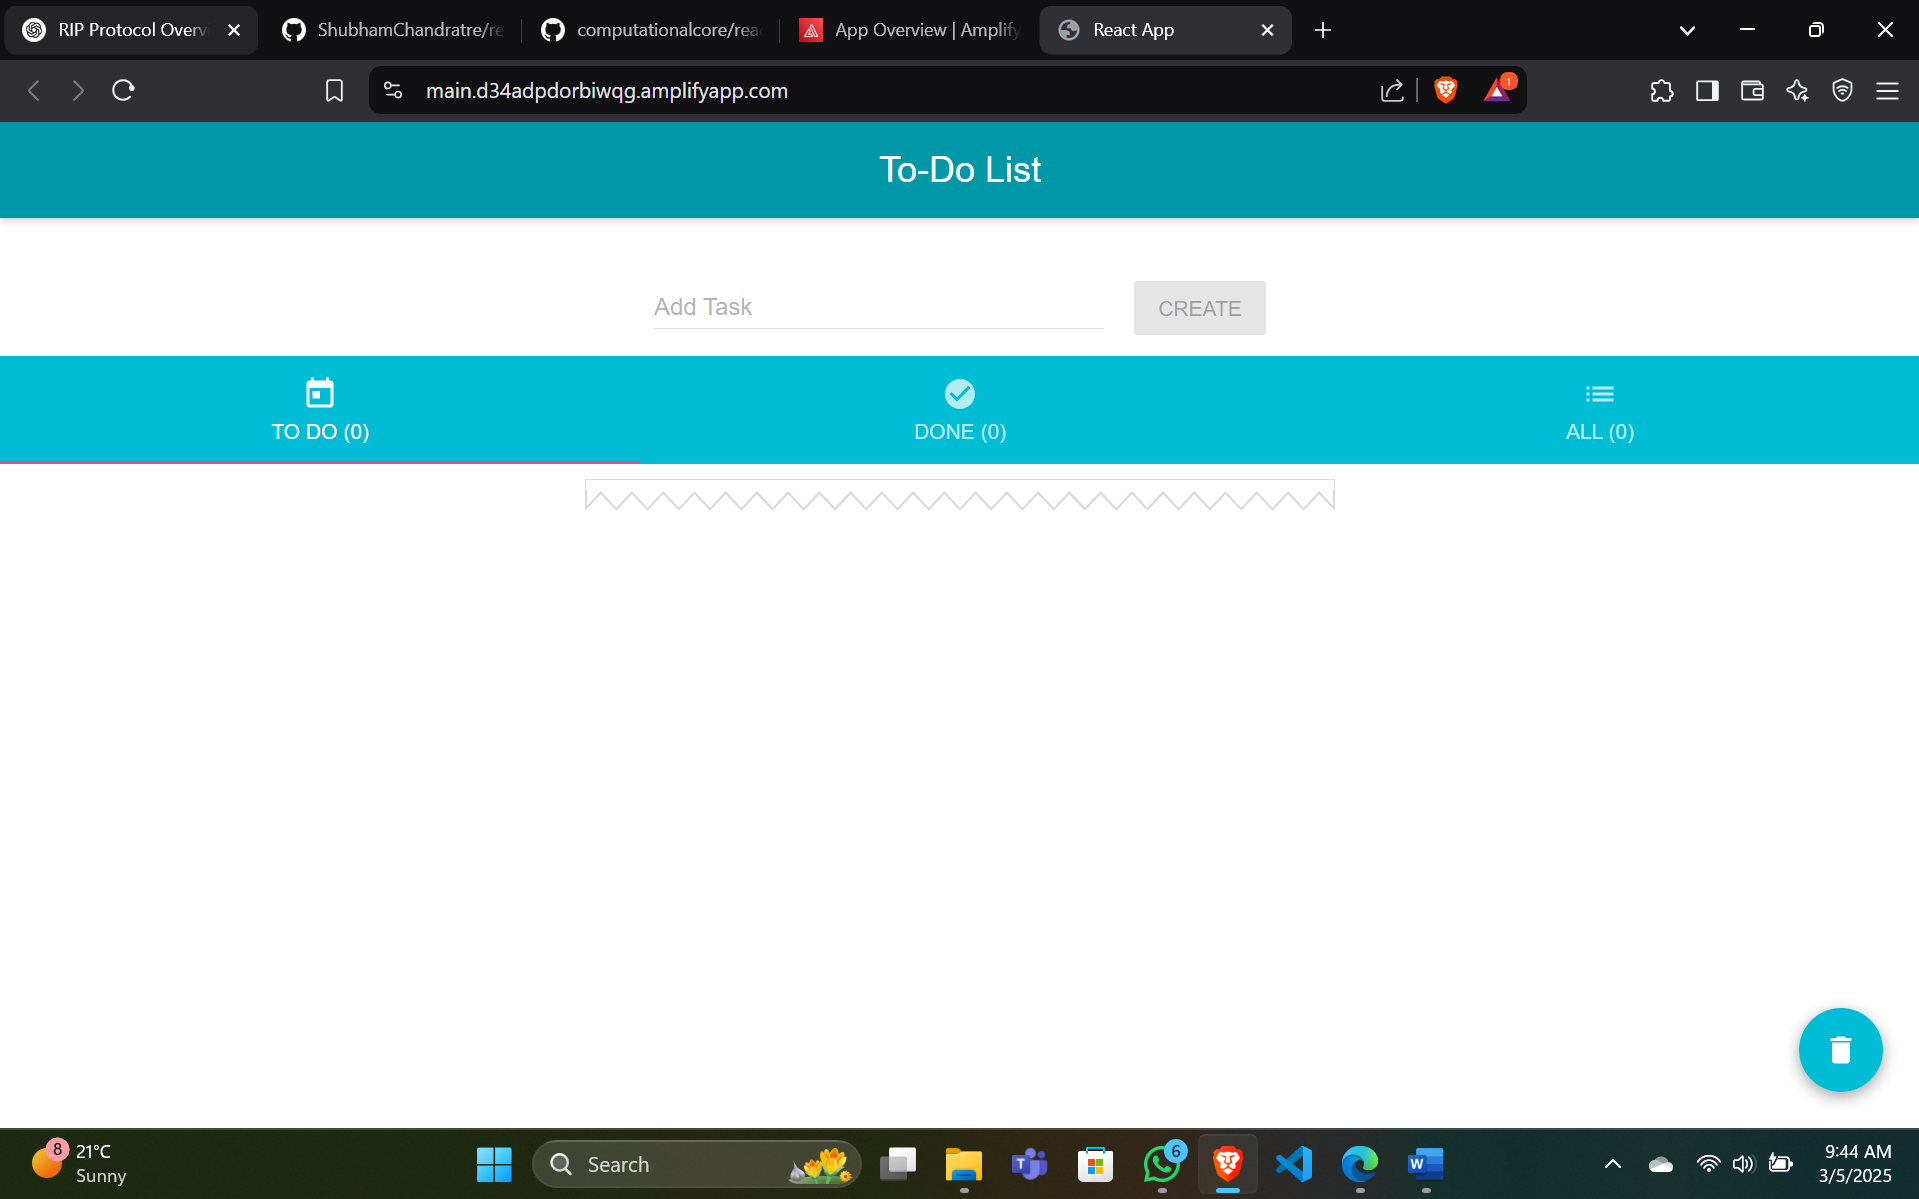 RIP Protocol Overv
ShubhamChandratre/re
computationalcore/rea
App Overview | Amplify
React App
main.d34adpdorbiwqg.amplifyapp.com
1
To-Do List
Add Task
CREATE
TO DO (0)
DONE (0)
ALL (0)
8
21°C
Sunny
Search
T
6
W
9:44 AM
3/5/2025